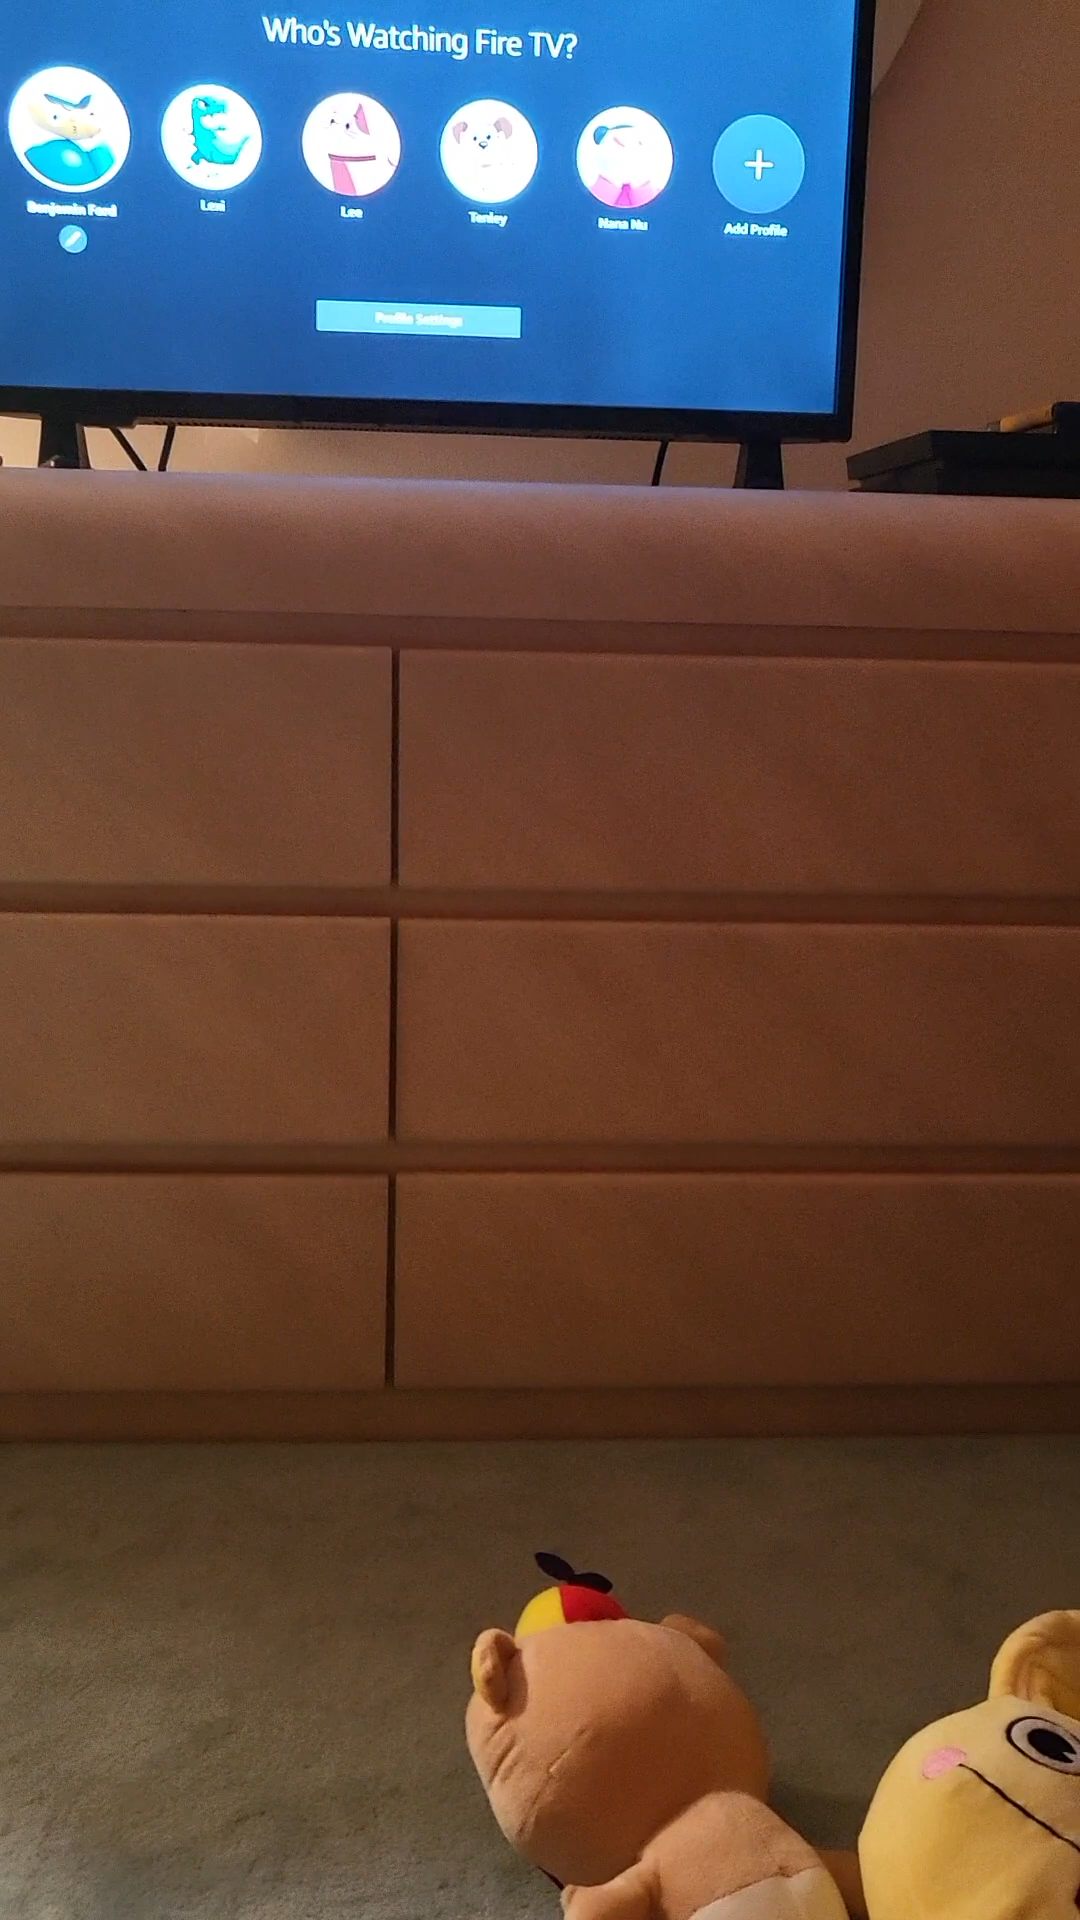 Who's Watching Fire TV?
Benjamin Ford
Lexi
Lee
Tenley
Nana Nu
Add Profile
Profile Settings